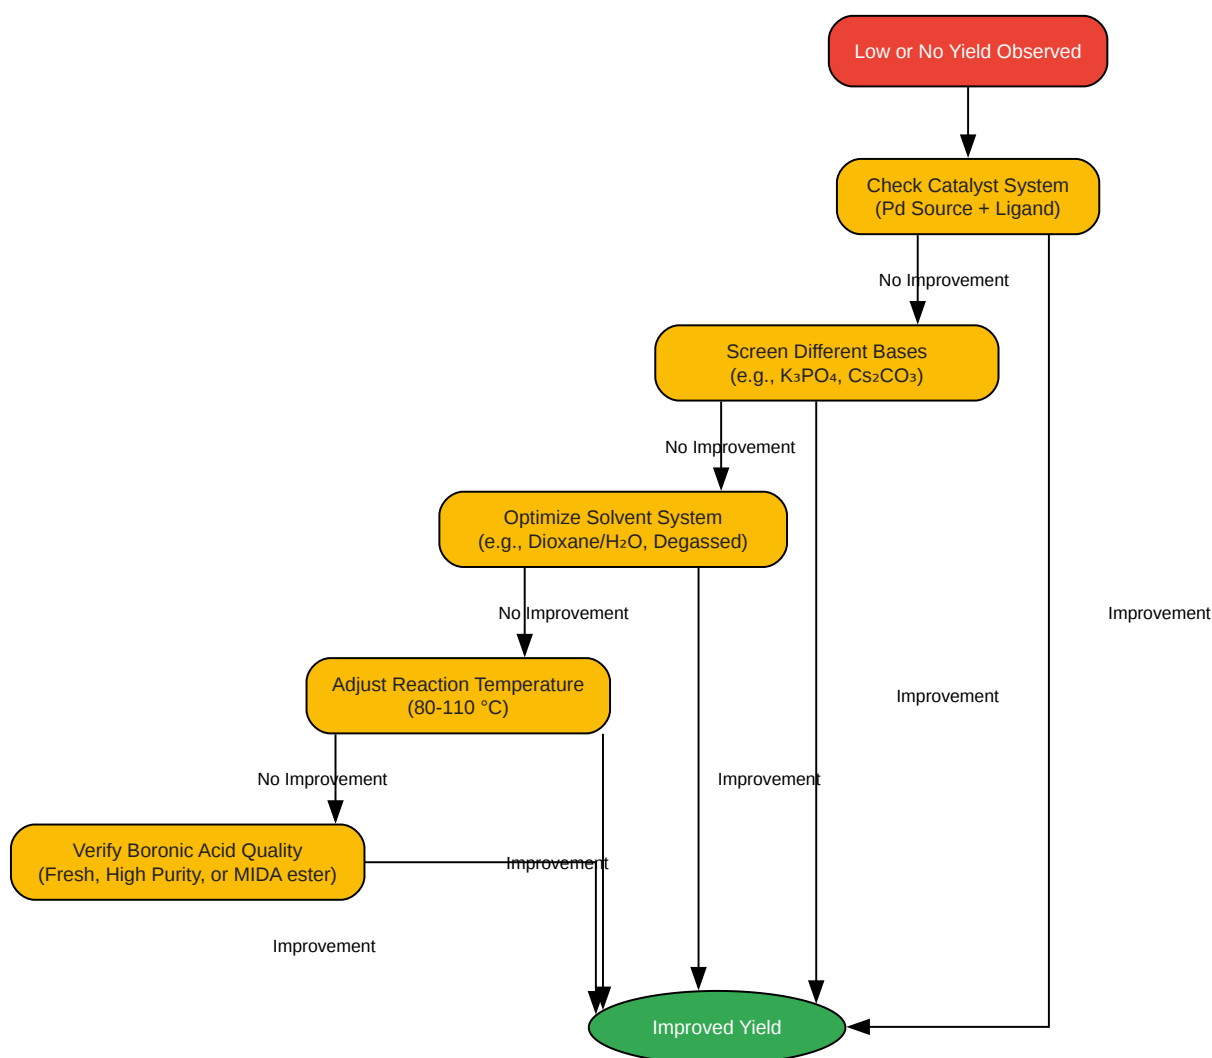 Low or No Yield Observed
Check Catalyst System
(Pd Source + Ligand)
No Improvement
Screen Different Bases
(e.g., K₃PO₄, Cs₂CO₃)
No Improvement
Optimize Solvent System
(e.g., Dioxane/H₂O, Degassed)
No Improvement
Improvement
Adjust Reaction Temperature
(80-110 °C)
Improvement
No Improvement
Improvement
Verify Boronic Acid Quality
(Fresh, High Purity, or MIDA ester)
Improvement
Improvement
Improved Yield